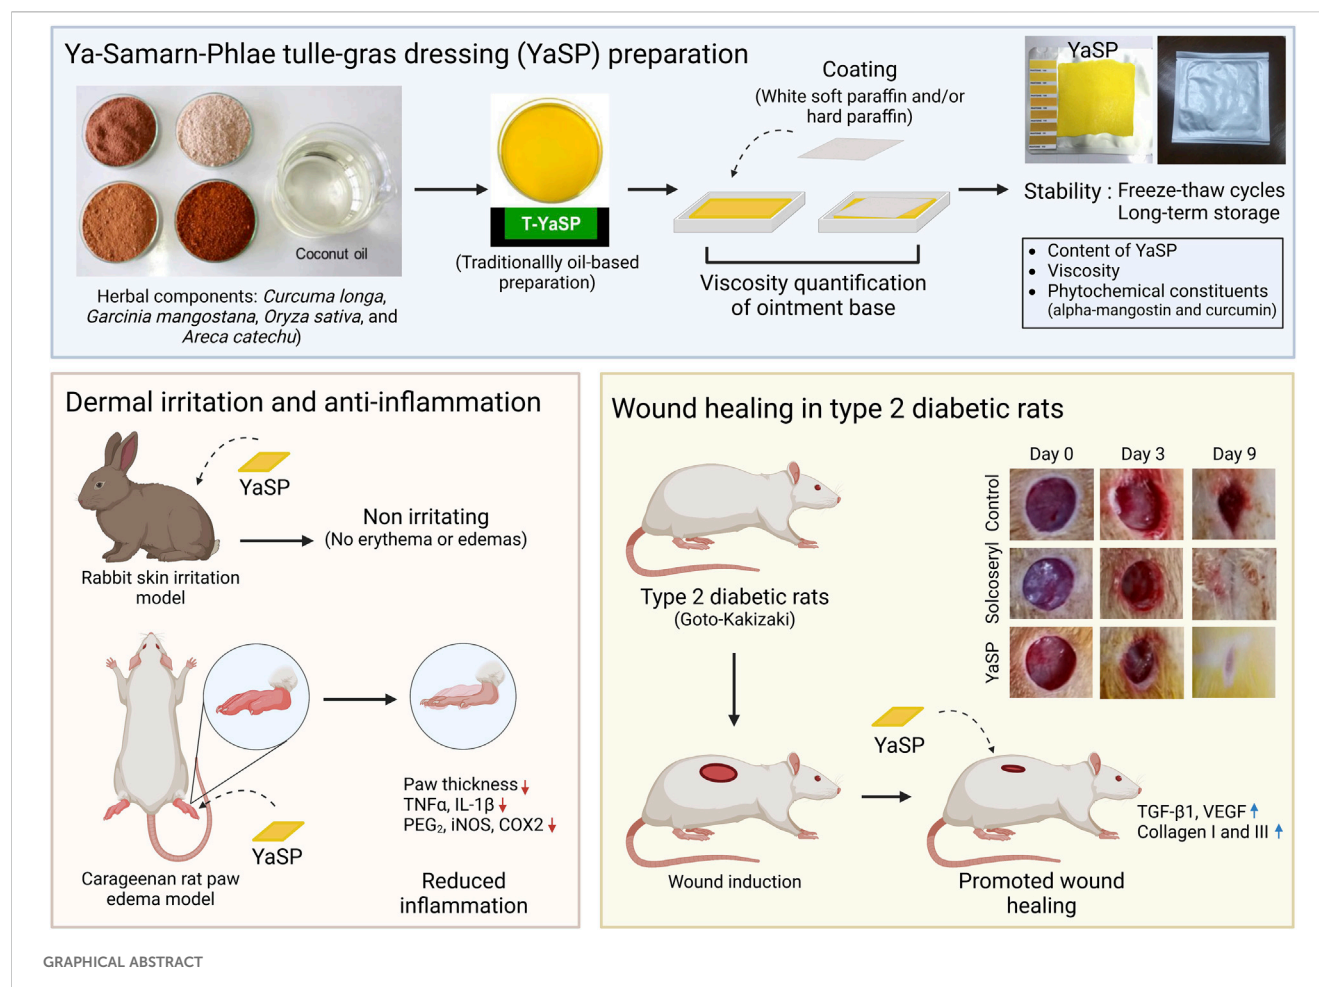 Ya-Samarn-Phlae tulle-gras dressing (YaSP) preparation
Coconut oil
Herbal components: Curcuma longa,
Garcinia mangostana, Oryza sativa, and
Areca catechu)
T-YaSP
(Traditionallly oil-based
preparation)
Coating
(White soft paraffin and/or
hard paraffin)
Viscosity quantification
of ointment base
YaSP
Stability : Freeze-thaw cycles
Long-term storage
• Content of YaSP
• Viscosity
• Phytochemical constituents
(alpha-mangostin and curcumin)
Dermal irritation and anti-inflammation
YaSP
Non irritating
(No erythema or edemas)
Rabbit skin irritation
model
Paw thickness↓
TNFα, IL-1β↓
PEG₂, iNOS, COX2↓
YaSP
Carageenan rat paw
edema model
Reduced
inflammation
Wound healing in type 2 diabetic rats
Day 0 Day 3 Day 9
Control
Solcoseryl
YaSP
Type 2 diabetic rats
(Goto-Kakizaki)
YaSP
TGF-β1, VEGF↑
Collagen I and III ↑
Wound induction
Promoted wound
healing
GRAPHICAL ABSTRACT